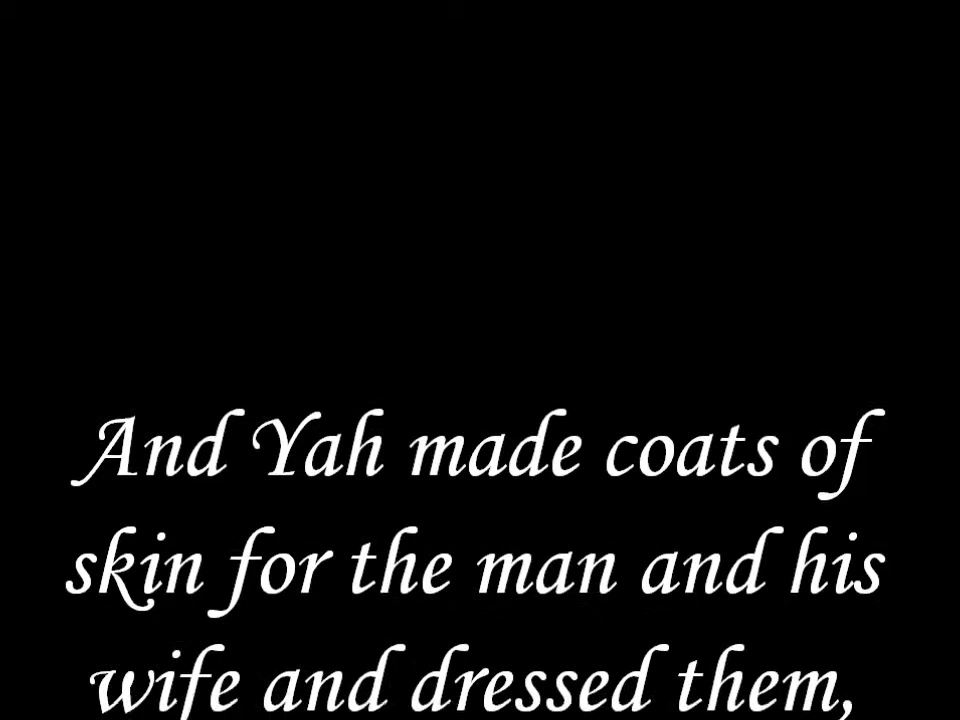 And Yah made coats of
skin for the man and his
wife and dressed them,